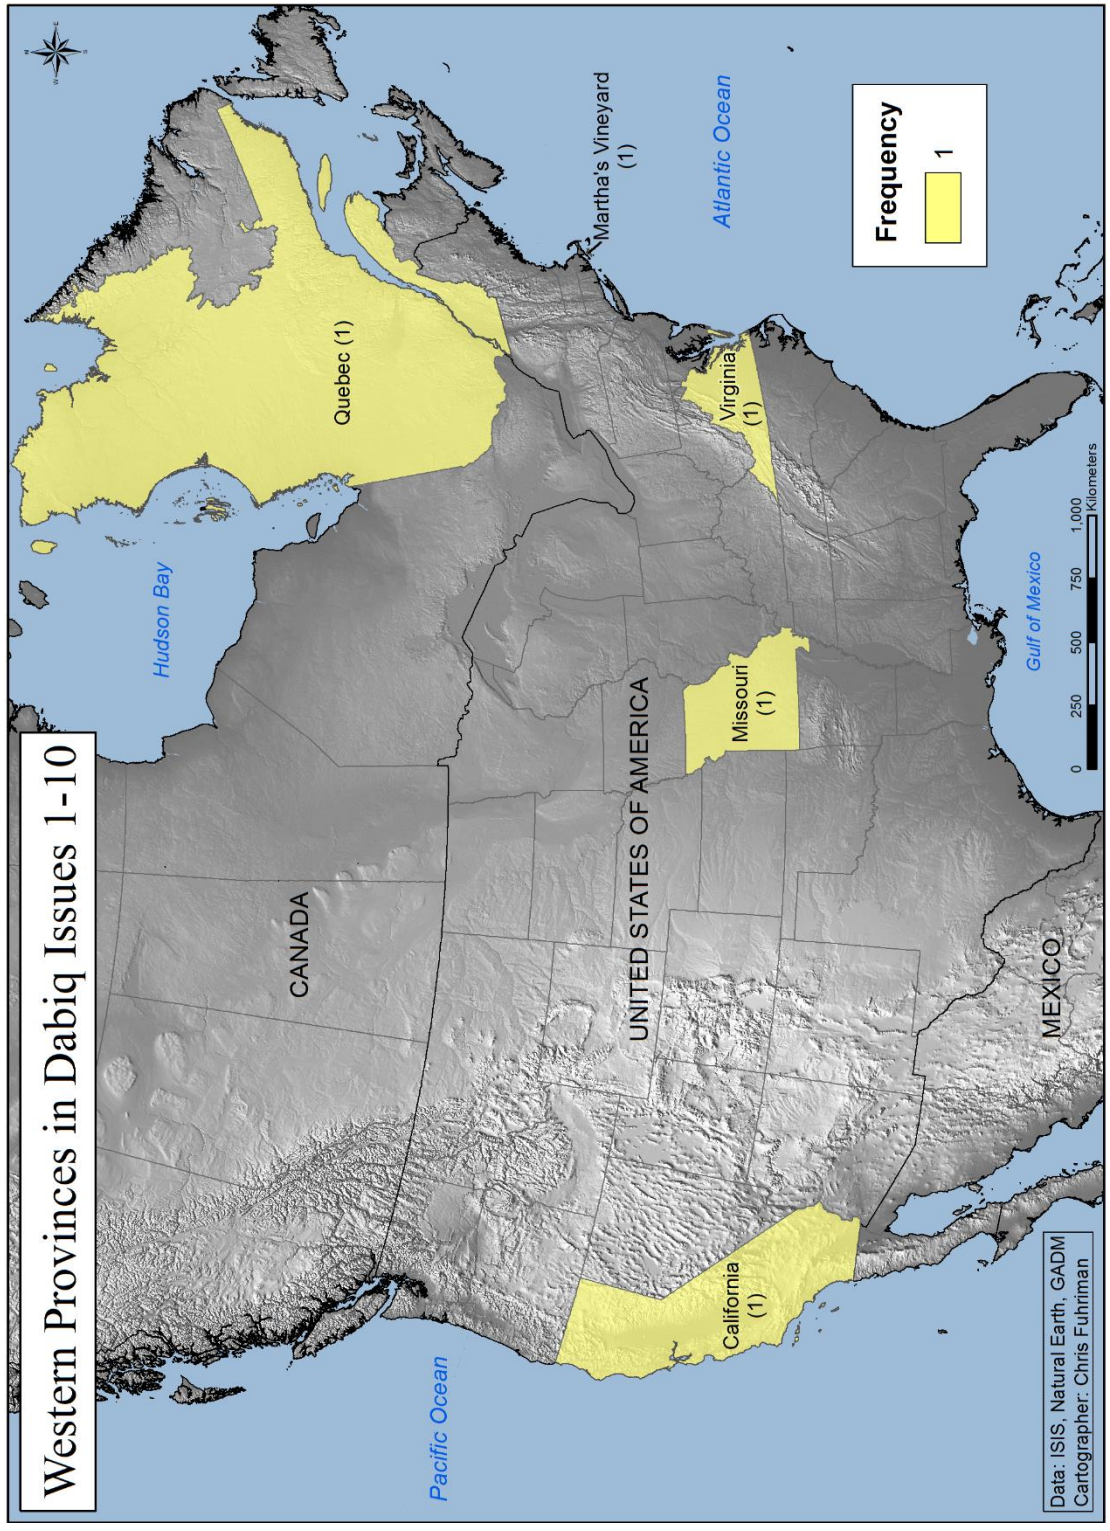 Western Provinces in Dabiq Issues 1-10
N
E
S
W
Hudson Bay
Quebec (1)
CANADA
Pacific Ocean
Martha's Vineyard
(1)
UNITED STATES OF AMERICA
Atlantic Ocean
California
(1)
Missouri
(1)
Virginia
(1)
MEXICO
Gulf of Mexico
Frequency
1
0 250 500 750 1,000
Kilometers
Data: ISIS, Natural Earth, GADM
Cartographer: Chris Fuhriman